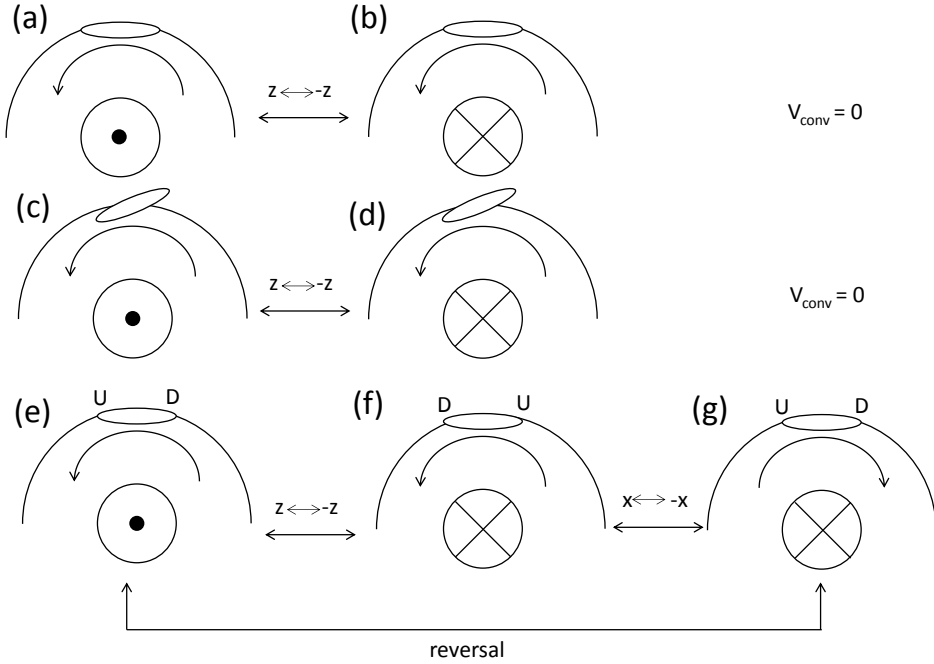 (a)
(b)
z ⟷ -z
V_conv = 0
(c)
(d)
z ⟷ -z
V_conv = 0
(e)
U D
(f)
D U
(g)
U D
z ⟷ -z
x ⟷ -x
reversal